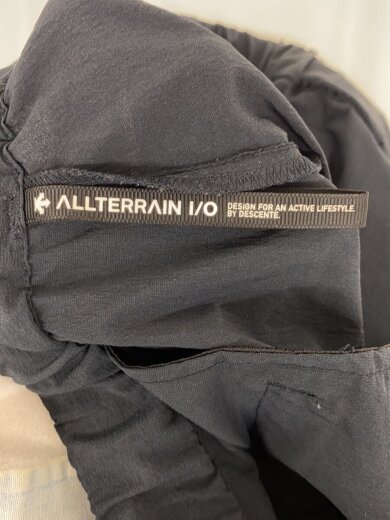 ALLTERRAIN I/O
DESIGN FOR AN ACTIVE LIFESTYLE.
BY DESCENTE.